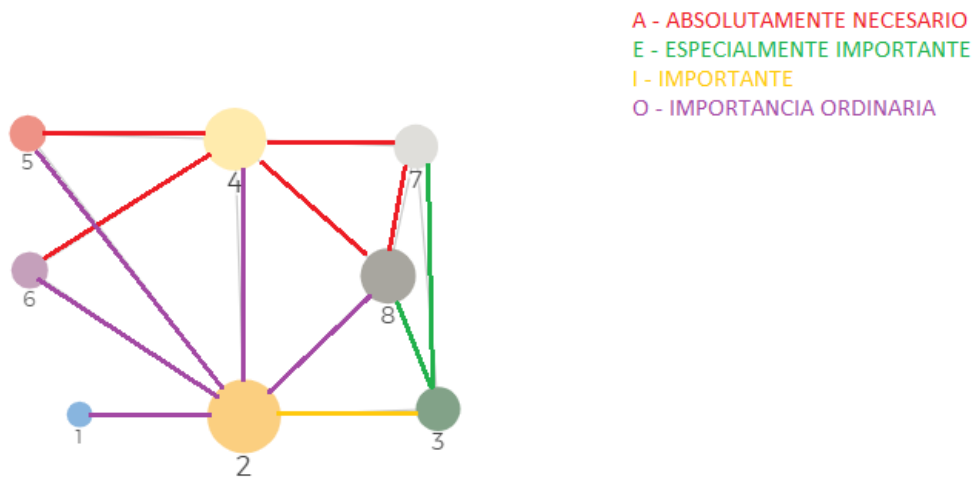 A - ABSOLUTAMENTE NECESARIO
E - ESPECIALMENTE IMPORTANTE
I - IMPORTANTE
O - IMPORTANCIA ORDINARIA
5
4
7
6
8
1
2
3